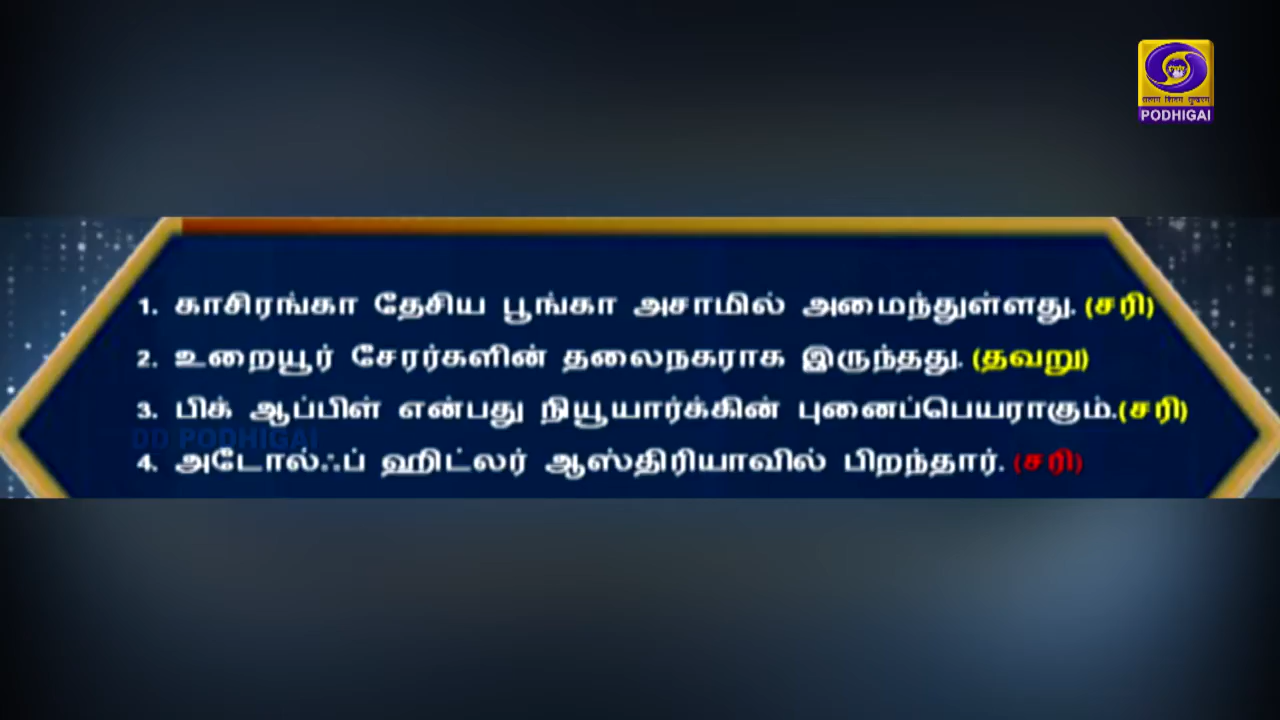 PODHIGAI
1. காசிரங்கா தேசிய பூங்கா அசாமில் அமைந்துள்ளது. (சரி)
2. உறையூர் சேரர்களின் தலைநகராக இருந்தது. (தவறு)
3. பிக் ஆப்பிள் என்பது நியூயார்க்கின் புனைப்பெயராகும்.(சரி)
DD PODHIGAI
4. அடோல்ஃப் ஹிட்லர் ஆஸ்திரியாவில் பிறந்தார். (சரி)